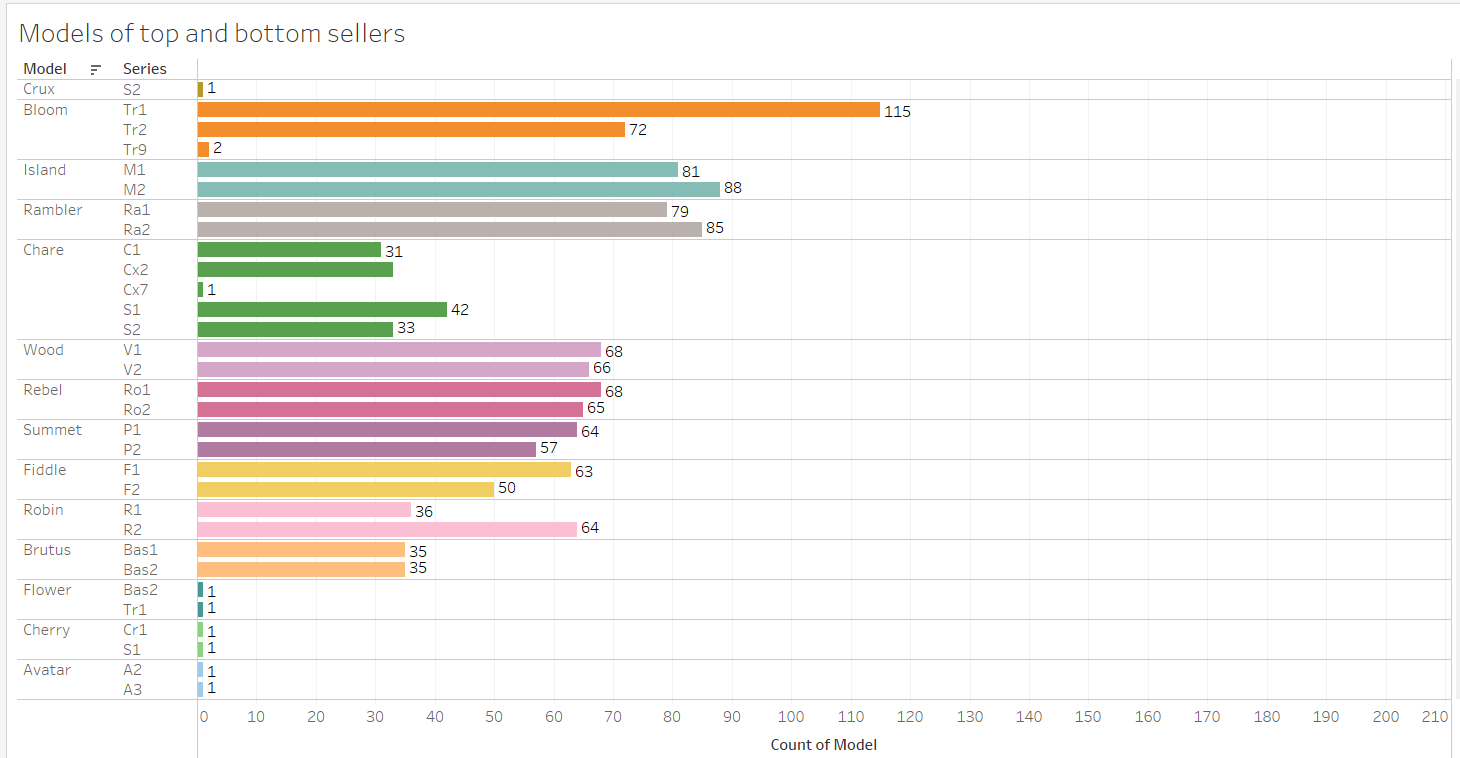 Models of top and bottom sellers
Model Series
Crux S2 1
Bloom Tr1 115
Tr2 72
Tr9 2
Island M1 81
M2 88
Rambler Ra1 79
Ra2 85
Chare C1 31
Cx2
Cx7 1
S1 42
S2 33
Wood V1 68
V2 66
Rebel Ro1 68
Ro2 65
Summet P1 64
P2 57
Fiddle F1 63
F2 50
Robin R1 36
R2 64
Brutus Bas1 35
Bas2 35
Flower Bas2 1
Tr1 1
Cherry Cr1 1
S1 1
Avatar A2 1
A3 1
0 10 20 30 40 50 60 70 80 90 100 110 120 130 140 150 160 170 180 190 200 210
Count of Model